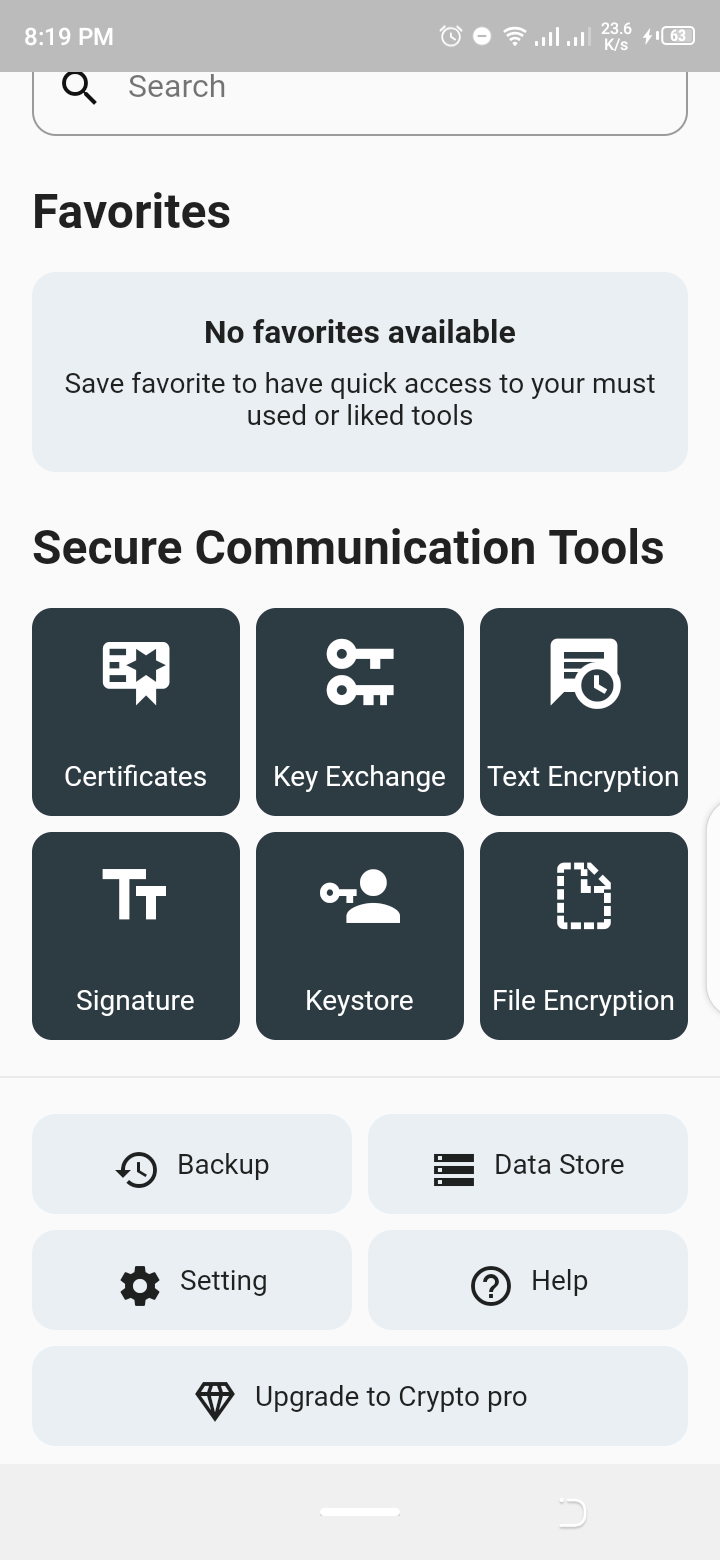 8:19 PM
23.6
K/s
63
Search
Favorites
No favorites available
Save favorite to have quick access to your must
used or liked tools
Secure Communication Tools
Certificates
Key Exchange
Text Encryption
Signature
Keystore
File Encryption
Backup
Data Store
Setting
Help
Upgrade to Crypto pro